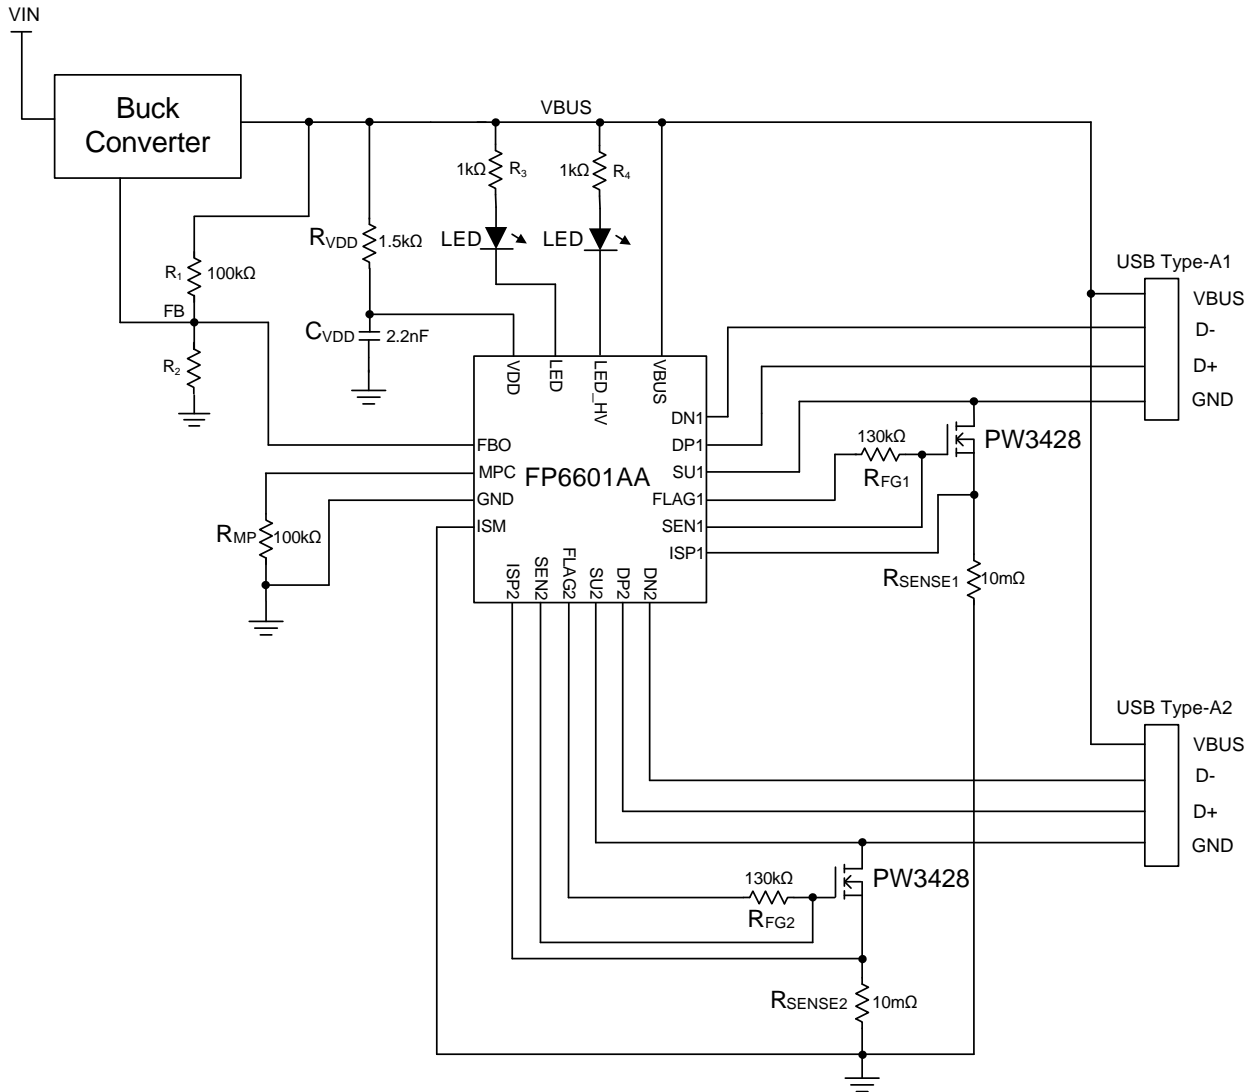 VIN
Buck
Converter
VBUS
1kΩ R3
1kΩ R4
LED
LED
RVDD 1.5kΩ
R1 100kΩ
FB
CVDD 2.2nF
R2
USB Type-A1
VBUS
D-
D+
GND
VDD
LED
LED_HV
VBUS
DN1
DP1
SU1
FLAG1
SEN1
ISP1
FBO
MPC
GND
ISM
FP6601AA
ISP2
SEN2
FLAG2
SU2
DP2
DN2
130kΩ
RFG1
PW3428
RMP 100kΩ
RSENSE1 10mΩ
USB Type-A2
VBUS
D-
D+
GND
130kΩ
RFG2
PW3428
RSENSE2 10mΩ